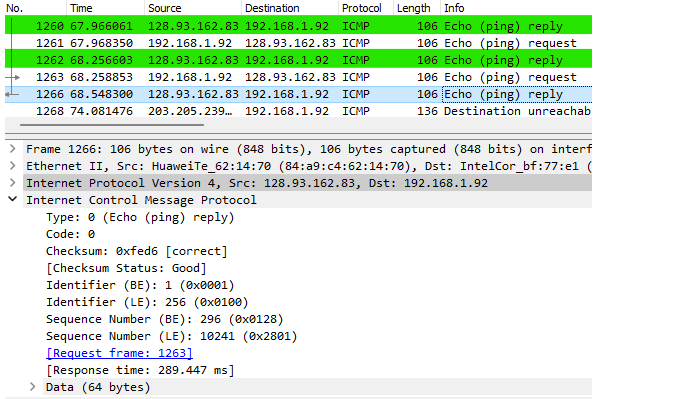 No. Time Source Destination Protocol Length Info
1260 67.966061 128.93.162.83 192.168.1.92 ICMP 106 Echo (ping) reply
1261 67.968350 192.168.1.92 128.93.162.83 ICMP 106 Echo (ping) request
1262 68.256603 128.93.162.83 192.168.1.92 ICMP 106 Echo (ping) reply
1263 68.258853 192.168.1.92 128.93.162.83 ICMP 106 Echo (ping) request
1266 68.548300 128.93.162.83 192.168.1.92 ICMP 106 Echo (ping) reply
1268 74.081476 203.205.239… 192.168.1.92 ICMP 136 Destination unreachab
Frame 1266: 106 bytes on wire (848 bits), 106 bytes captured (848 bits) on interf
Ethernet II, Src: HuaweiTe_62:14:70 (84:a9:c4:62:14:70), Dst: IntelCor_bf:77:e1 (
Internet Protocol Version 4, Src: 128.93.162.83, Dst: 192.168.1.92
Internet Control Message Protocol
Type: 0 (Echo (ping) reply)
Code: 0
Checksum: 0xfed6 [correct]
[Checksum Status: Good]
Identifier (BE): 1 (0x0001)
Identifier (LE): 256 (0x0100)
Sequence Number (BE): 296 (0x0128)
Sequence Number (LE): 10241 (0x2801)
[Request frame: 1263]
[Response time: 289.447 ms]
Data (64 bytes)